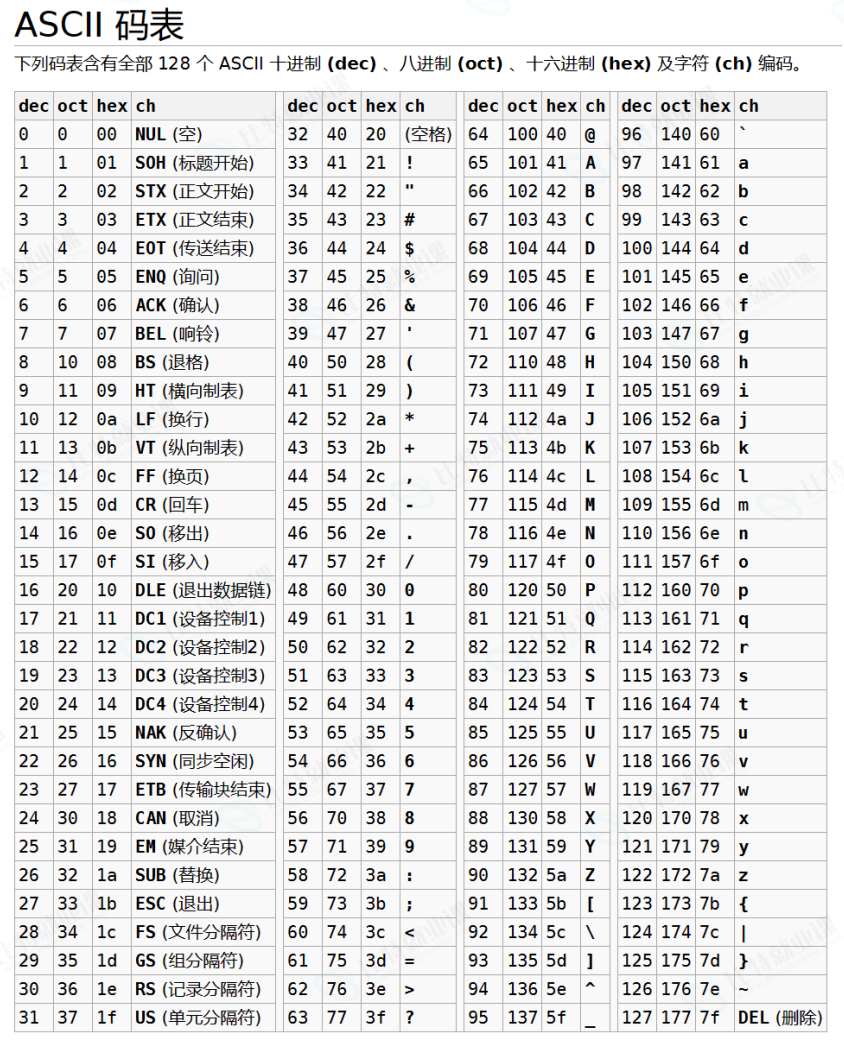 ASCII 码表
下列码表含有全部 128 个 ASCII 十进制 (dec) 、八进制 (oct) 、十六进制 (hex) 及字符 (ch) 编码。
dec oct hex ch dec oct hex ch dec oct hex ch dec oct hex ch
0 0 00 NUL (空) 32 40 20 (空格) 64 100 40 @ 96 140 60 `
1 1 01 SOH (标题开始) 33 41 21 ! 65 101 41 A 97 141 61 a
2 2 02 STX (正文开始) 34 42 22 " 66 102 42 B 98 142 62 b
3 3 03 ETX (正文结束) 35 43 23 # 67 103 43 C 99 143 63 c
4 4 04 EOT (传送结束) 36 44 24 $ 68 104 44 D 100 144 64 d
5 5 05 ENQ (询问) 37 45 25 % 69 105 45 E 101 145 65 e
6 6 06 ACK (确认) 38 46 26 & 70 106 46 F 102 146 66 f
7 7 07 BEL (响铃) 39 47 27 ' 71 107 47 G 103 147 67 g
8 10 08 BS (退格) 40 50 28 ( 72 110 48 H 104 150 68 h
9 11 09 HT (横向制表) 41 51 29 ) 73 111 49 I 105 151 69 i
10 12 0a LF (换行) 42 52 2a * 74 112 4a J 106 152 6a j
11 13 0b VT (纵向制表) 43 53 2b + 75 113 4b K 107 153 6b k
12 14 0c FF (换页) 44 54 2c , 76 114 4c L 108 154 6c l
13 15 0d CR (回车) 45 55 2d - 77 115 4d M 109 155 6d m
14 16 0e SO (移出) 46 56 2e . 78 116 4e N 110 156 6e n
15 17 0f SI (移入) 47 57 2f / 79 117 4f O 111 157 6f o
16 20 10 DLE (退出数据链) 48 60 30 0 80 120 50 P 112 160 70 p
17 21 11 DC1 (设备控制1) 49 61 31 1 81 121 51 Q 113 161 71 q
18 22 12 DC2 (设备控制2) 50 62 32 2 82 122 52 R 114 162 72 r
19 23 13 DC3 (设备控制3) 51 63 33 3 83 123 53 S 115 163 73 s
20 24 14 DC4 (设备控制4) 52 64 34 4 84 124 54 T 116 164 74 t
21 25 15 NAK (反确认) 53 65 35 5 85 125 55 U 117 165 75 u
22 26 16 SYN (同步空闲) 54 66 36 6 86 126 56 V 118 166 76 v
23 27 17 ETB (传输块结束) 55 67 37 7 87 127 57 W 119 167 77 w
24 30 18 CAN (取消) 56 70 38 8 88 130 58 X 120 170 78 x
25 31 19 EM (媒介结束) 57 71 39 9 89 131 59 Y 121 171 79 y
26 32 1a SUB (替换) 58 72 3a : 90 132 5a Z 122 172 7a z
27 33 1b ESC (退出) 59 73 3b ; 91 133 5b [ 123 173 7b {
28 34 1c FS (文件分隔符) 60 74 3c < 92 134 5c \ 124 174 7c |
29 35 1d GS (组分隔符) 61 75 3d = 93 135 5d ] 125 175 7d }
30 36 1e RS (记录分隔符) 62 76 3e > 94 136 5e ^ 126 176 7e ~
31 37 1f US (单元分隔符) 63 77 3f ? 95 137 5f _ 127 177 7f DEL (删除)